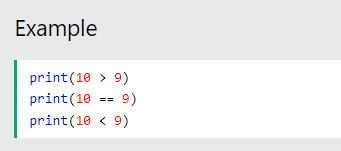 Example
print(10 > 9)
print(10 == 9)
print(10 < 9)